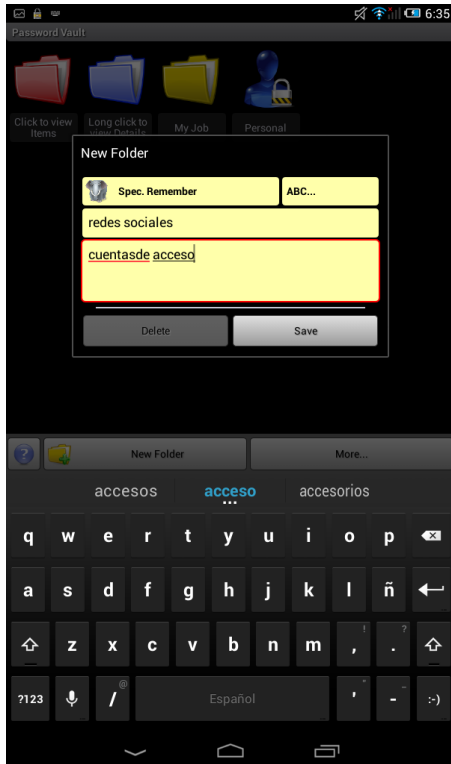 6:35
Password Vault
Click to view Items
Long click to view Details
My Job
Personal
New Folder
Spec. Remember
ABC...
redes sociales
cuentasde acceso
Delete
Save
New Folder
More...
accesos
acceso
accesorios
q w e r t y u i o p
a s d f g h j k l ñ
z x c v b n m , ! . ?
?123 / @ Español ' " - _ :-)